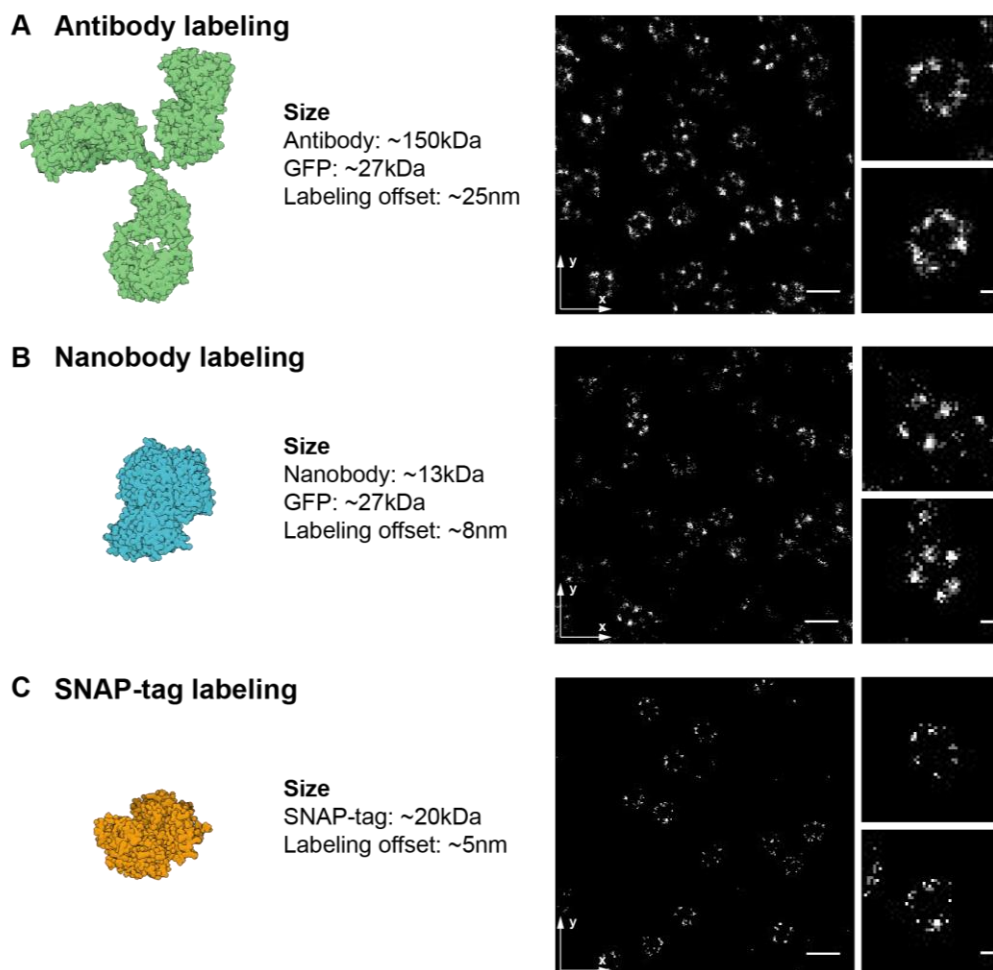 A Antibody labeling
Size
Antibody: ~150kDa
GFP: ~27kDa
Labeling offset: ~25nm
y
x
B Nanobody labeling
Size
Nanobody: ~13kDa
GFP: ~27kDa
Labeling offset: ~8nm
y
x
C SNAP-tag labeling
Size
SNAP-tag: ~20kDa
Labeling offset: ~5nm
y
x